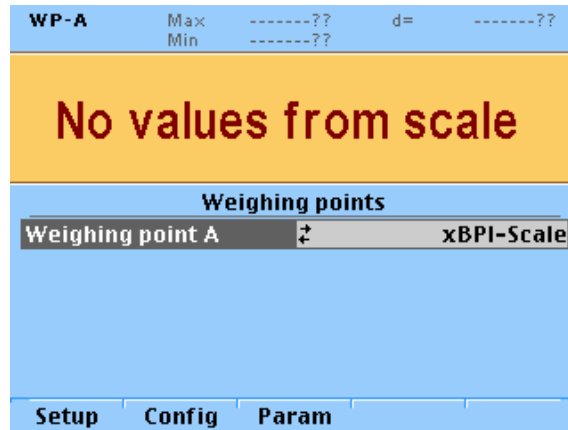 WP-A Max -------?? d= -------??
Min -------??
No values from scale
Weighing points
Weighing point A xBPI-Scale
Setup Config Param